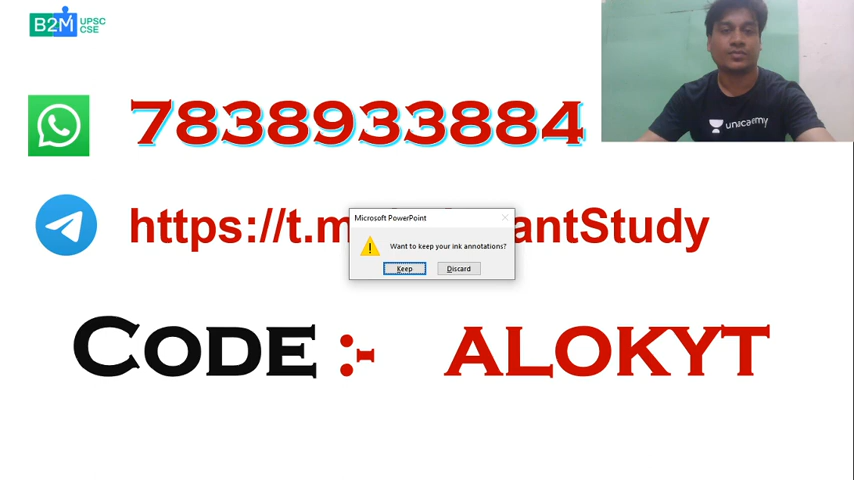 B2M UPSC CSE
unacademy
7838933884
https://t.m antStudy
Microsoft PowerPoint
Want to keep your ink annotations?
Keep Discard
CODE :- ALOKYT